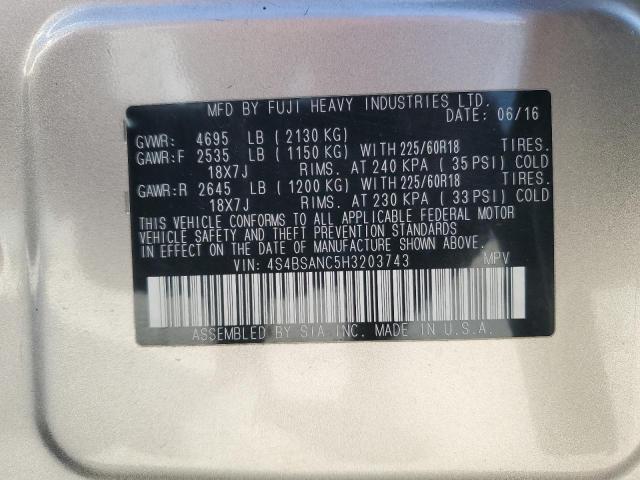 MFD BY FUJI HEAVY INDUSTRIES LTD.
DATE: 06/16
GVWR: 4695 LB (2130 KG)
GAWR:F 2535 LB (1150 KG) WITH 225/60R18 TIRES.
18X7J RIMS. AT 240 KPA (35 PSI) COLD
GAWR:R 2645 LB (1200 KG) WITH 225/60R18 TIRES.
18X7J RIMS. AT 230 KPA (33 PSI) COLD
THIS VEHICLE CONFORMS TO ALL APPLICABLE FEDERAL MOTOR
VEHICLE SAFETY AND THEFT PREVENTION STANDARDS
IN EFFECT ON THE DATE OF MANUFACTURE SHOWN ABOVE.
VIN: 4S4BSANC5H3203743 MPV
ASSEMBLED BY SIA INC. MADE IN U.S.A.